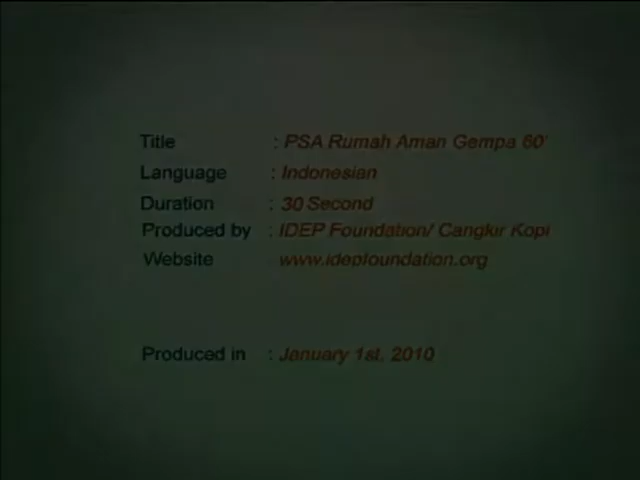 Title : PSA Rumah Aman Gempa 60'
Language : Indonesian
Duration : 30 Second
Produced by : IDEP Foundation/ Cangkir Kopi
Website www.idepfoundation.org
Produced in : January 1st, 2010